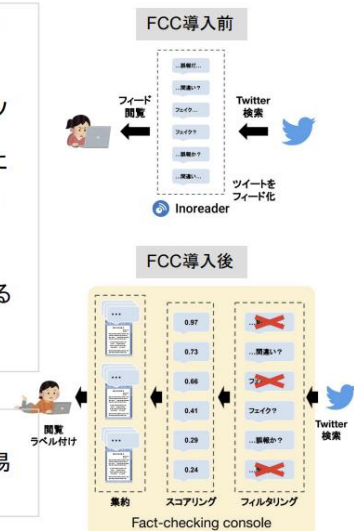 ツ
に
る
易
FCC導入前
...誤報だ...
...間違い?
フェイク...
フェイク?
...誤報か?
...間違い...
フィード
閲覧
Twitter
検索
ツイートを
フィード化
Inoreader
FCC導入後
0.97
0.73
0.66
0.41
0.29
0.24
...間違い?
フェイク?
...誤報か?
閲覧
ラベル付け
Twitter
検索
集約
スコアリング
フィルタリング
Fact-checking console